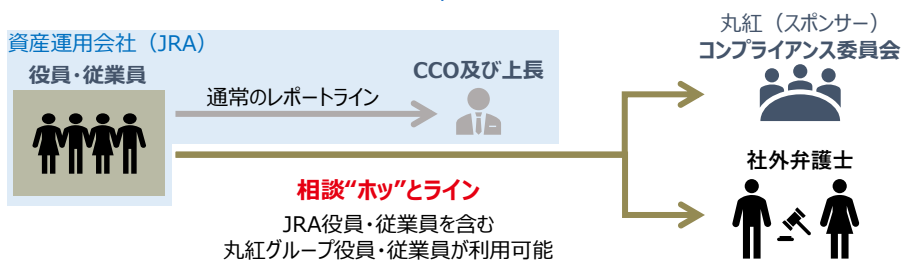 資産運用会社（JRA）
役員・従業員
通常のレポートライン
CCO及び上長
丸紅（スポンサー）
コンプライアンス委員会
社外弁護士
相談“ホッ”とライン
JRA役員・従業員を含む
丸紅グループ役員・従業員が利用可能